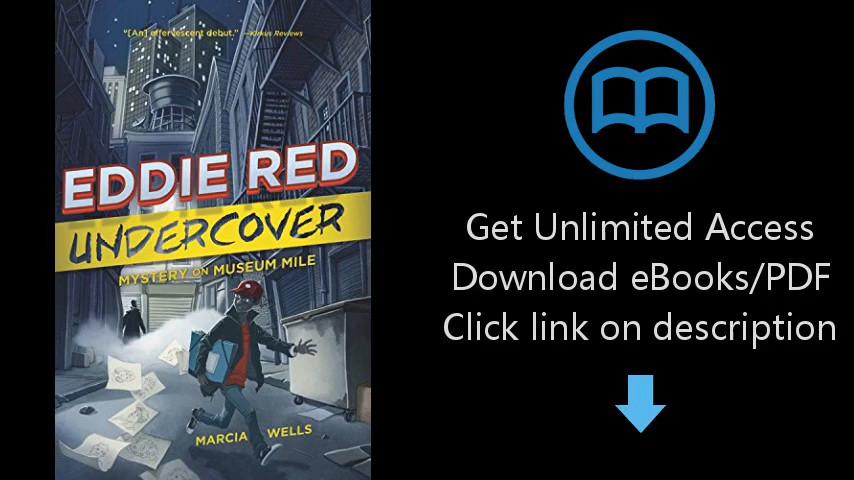 "[An] effervescent debut." —Kirkus Reviews
EDDIE RED
UNDERCOVER
MYSTERY ON MUSEUM MILE
MARCIA WELLS
Get Unlimited Access
Download eBooks/PDF
Click link on description